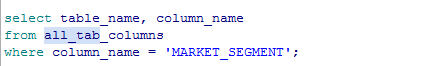 select table_name, column_name
from all_tab_columns
where column_name = 'MARKET_SEGMENT';